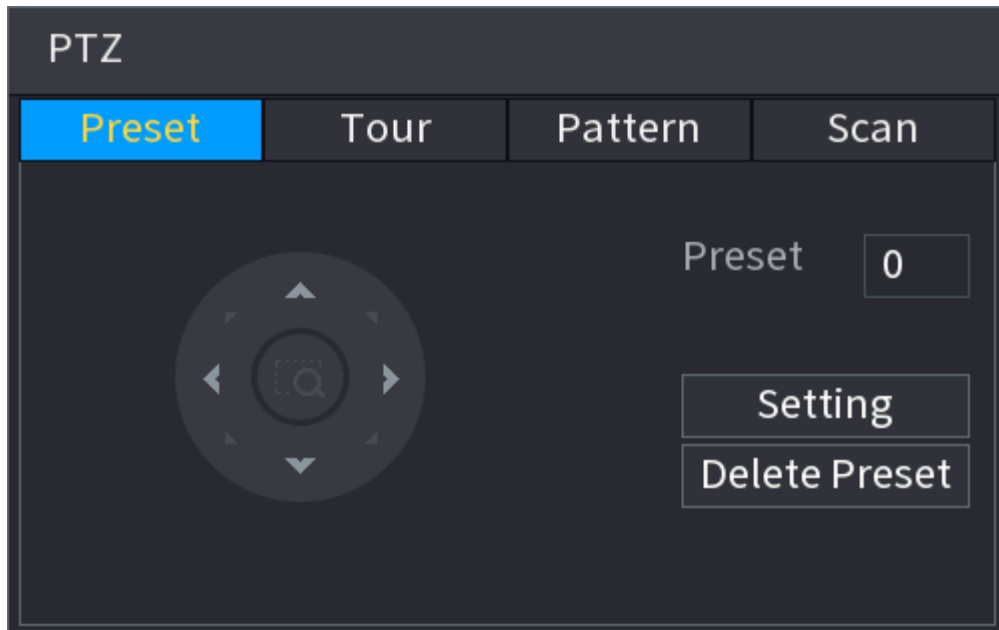 PTZ
Preset Tour Pattern Scan
Preset 0
Setting
Delete Preset